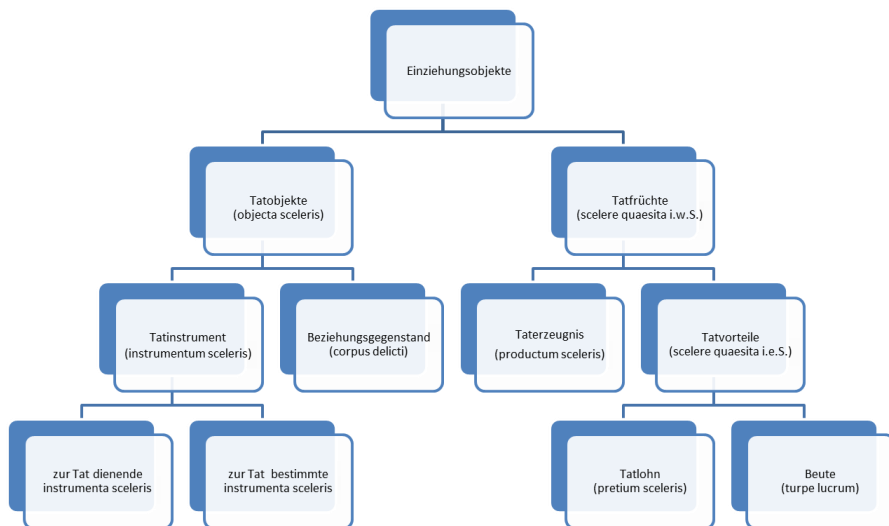 Einziehungsobjekte
Tatobjekte
(objecta sceleris)
Tatfrüchte
(scelere quaesita i.w.S.)
Tatinstrument
(instrumentum sceleris)
Beziehungsgegenstand
(corpus delicti)
Taterzeugnis
(productum sceleris)
Tatvorteile
(scelere quaesita i.e.S.)
zur Tat dienende
instrumenta sceleris
zur Tat bestimmte
instrumenta sceleris
Tatlohn
(pretium sceleris)
Beute
(turpe lucrum)